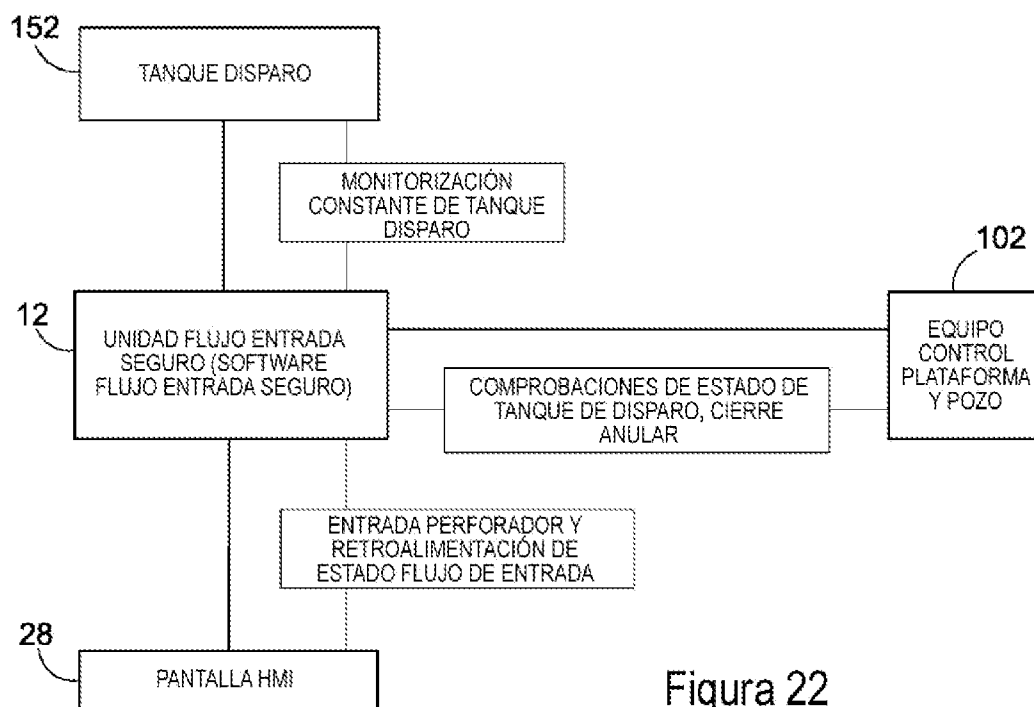 152
TANQUE DISPARO
MONITORIZACIÓN
CONSTANTE DE TANQUE
DISPARO
102
12
UNIDAD FLUJO ENTRADA
SEGURO (SOFTWARE
FLUJO ENTRADA SEGURO)
EQUIPO
CONTROL
PLATAFORMA
Y POZO
COMPROBACIONES DE ESTADO DE
TANQUE DE DISPARO, CIERRE
ANULAR
ENTRADA PERFORADOR Y
RETROALIMENTACIÓN DE
ESTADO FLUJO DE ENTRADA
28
PANTALLA HMI
Figura 22